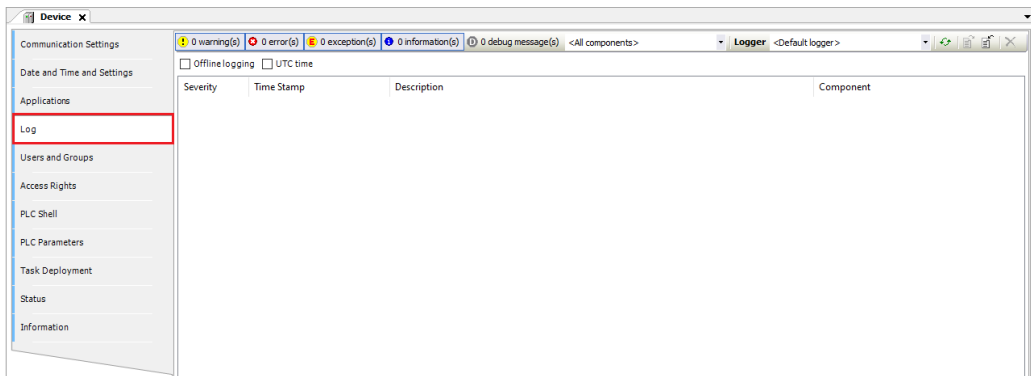 Device
Communication Settings
Date and Time and Settings
Applications
Log
Users and Groups
Access Rights
PLC Shell
PLC Parameters
Task Deployment
Status
Information
0 warning(s) 0 error(s) E 0 exception(s) 0 information(s) D 0 debug message(s) <All components> Logger <Default logger>
Offline logging UTC time
Severity Time Stamp Description Component